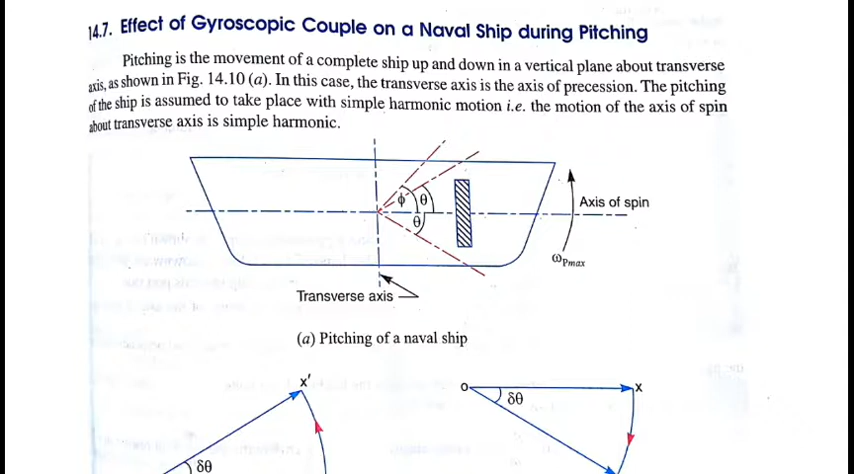 14.7. Effect of Gyroscopic Couple on a Naval Ship during Pitching
Pitching is the movement of a complete ship up and down in a vertical plane about transverse
axis, as shown in Fig. 14.10 (a). In this case, the transverse axis is the axis of precession. The pitching
of the ship is assumed to take place with simple harmonic motion i.e. the motion of the axis of spin
about transverse axis is simple harmonic.
ϕ θ
θ
Axis of spin
ωPmax
Transverse axis
(a) Pitching of a naval ship
x'
δθ
o x
δθ